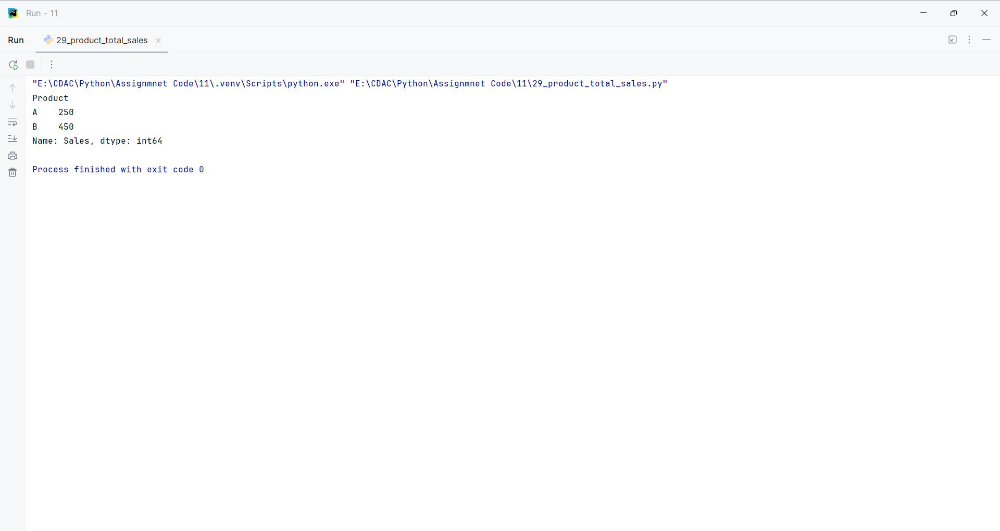 PC
Run - 11
Run
29_product_total_sales
"E:\CDAC\Python\Assignmnet Code\11\.venv\Scripts\python.exe" "E:\CDAC\Python\Assignmnet Code\11\29_product_total_sales.py"
Product
A    250
B    450
Name: Sales, dtype: int64
Process finished with exit code 0